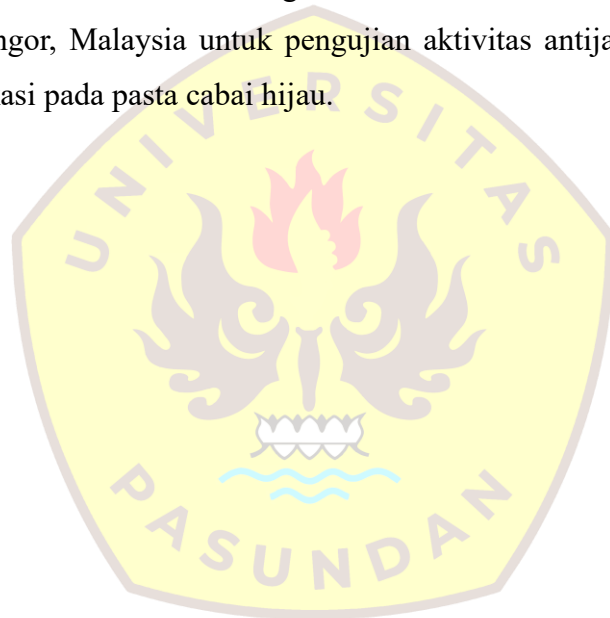 ngor, Malaysia untuk pengujian aktivitas antija
asi pada pasta cabai hijau.
UNIVERSITAS
PASUNDAN